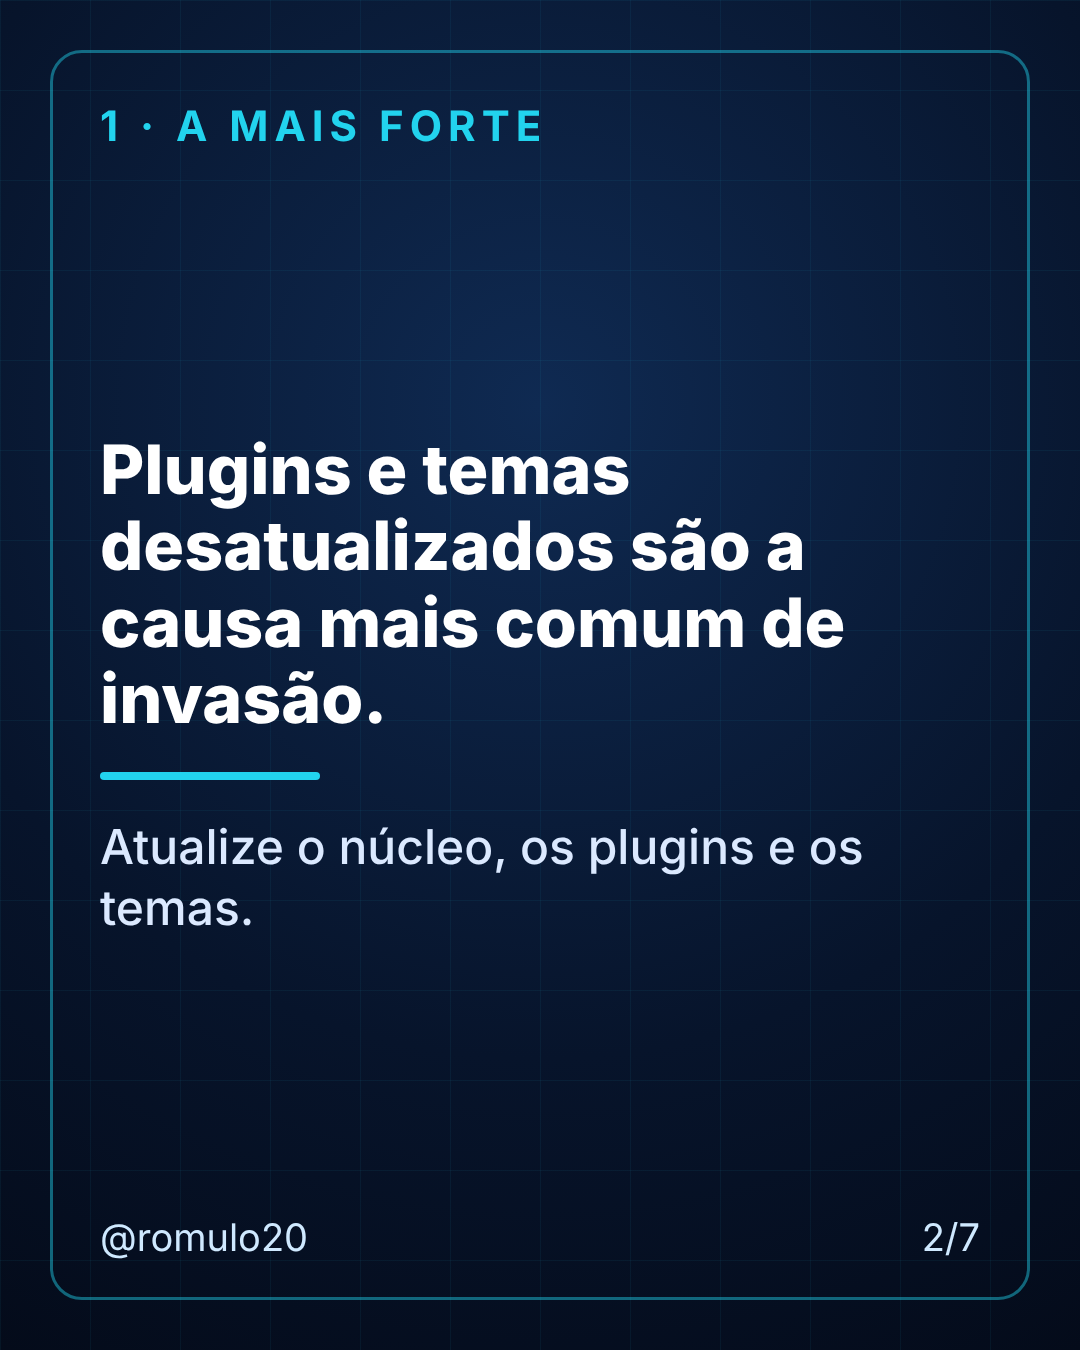 1 · A MAIS FORTE
Plugins e temas
desatualizados são a
causa mais comum de
invasão.
Atualize o núcleo, os plugins e os
temas.
@romulo20
2/7